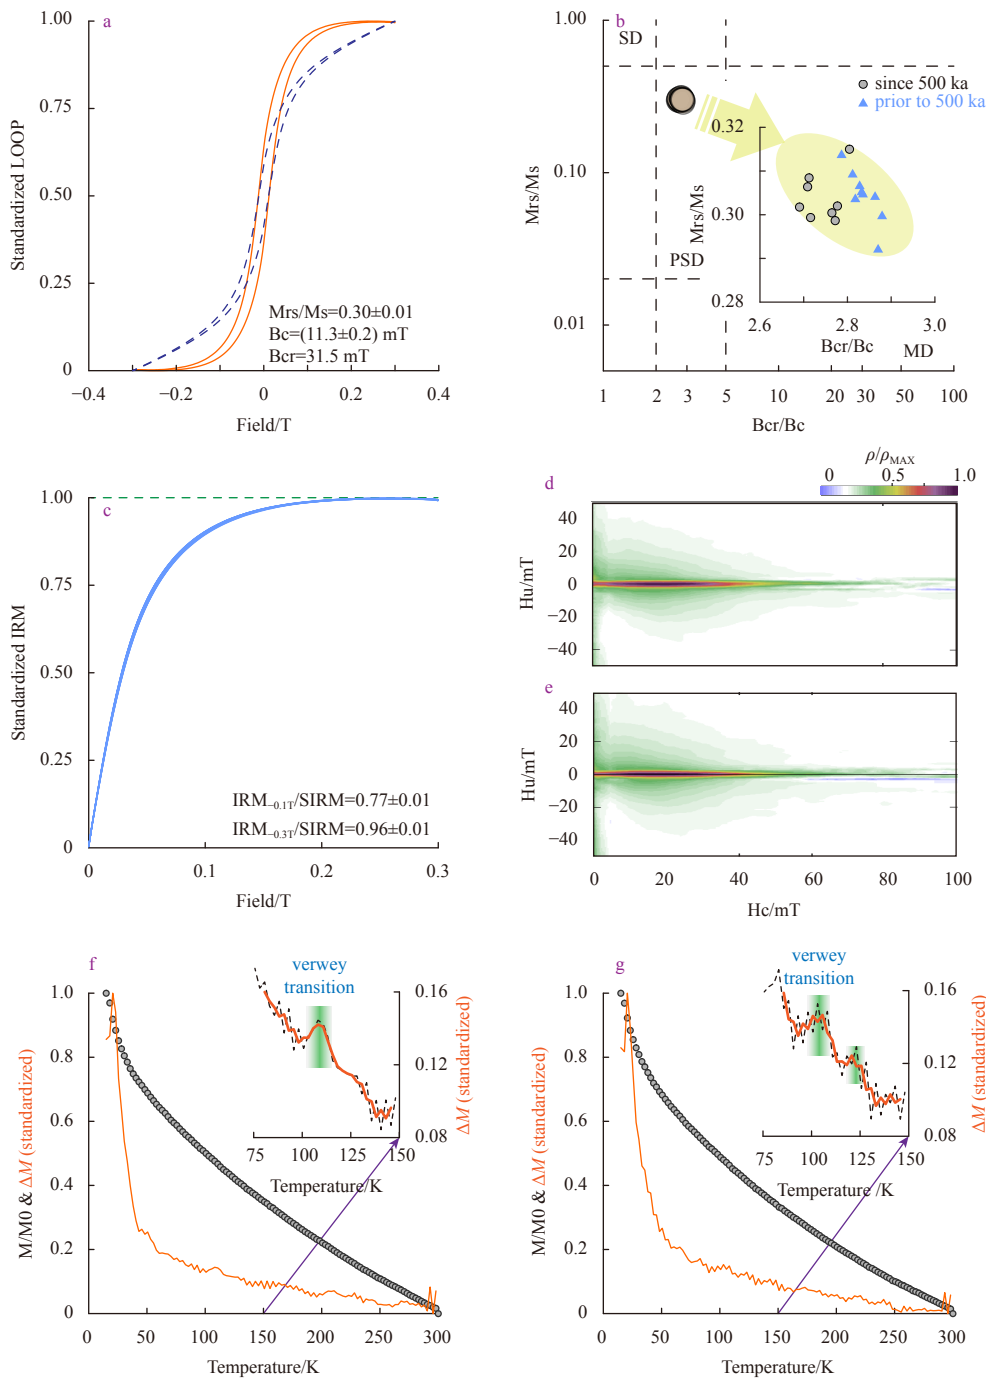 a
Standardized LOOP
1.00
0.75
0.50
0.25
0
Mrs/Ms=0.30±0.01
Bc=(11.3±0.2) mT
Bcr=31.5 mT
−0.4
−0.2
0
0.2
0.4
Field/T
b
Mrs/Ms
1.00
0.10
0.01
SD
PSD
MD
since 500 ka
prior to 500 ka
0.32
0.30
0.28
Mrs/Ms
2.6
2.8
3.0
Bcr/Bc
1
2
5
10
20
30
50
100
Bcr/Bc
c
Standardized IRM
1.00
0.75
0.50
0.25
0
IRM−0.1T/SIRM=0.77±0.01
IRM−0.3T/SIRM=0.96±0.01
0
0.1
0.2
0.3
Field/T
ρ/ρMAX
0
0.5
1.0
d
Hu/mT
40
20
0
−20
−40
e
Hu/mT
40
20
0
−20
−40
0
20
40
60
80
100
Hc/mT
f
verwey
transition
M/M0 & ΔM (standardized)
1.0
0.8
0.6
0.4
0.2
0
0.16
0.12
0.08
ΔM (standardized)
75
100
125
150
Temperature/K
0
50
100
150
200
250
300
Temperature/K
g
verwey
transition
M/M0 & ΔM (standardized)
1.0
0.8
0.6
0.4
0.2
0
0.16
0.12
0.08
ΔM (standardized)
75
100
125
150
Temperature /K
0
50
100
150
200
250
300
Temperature/K